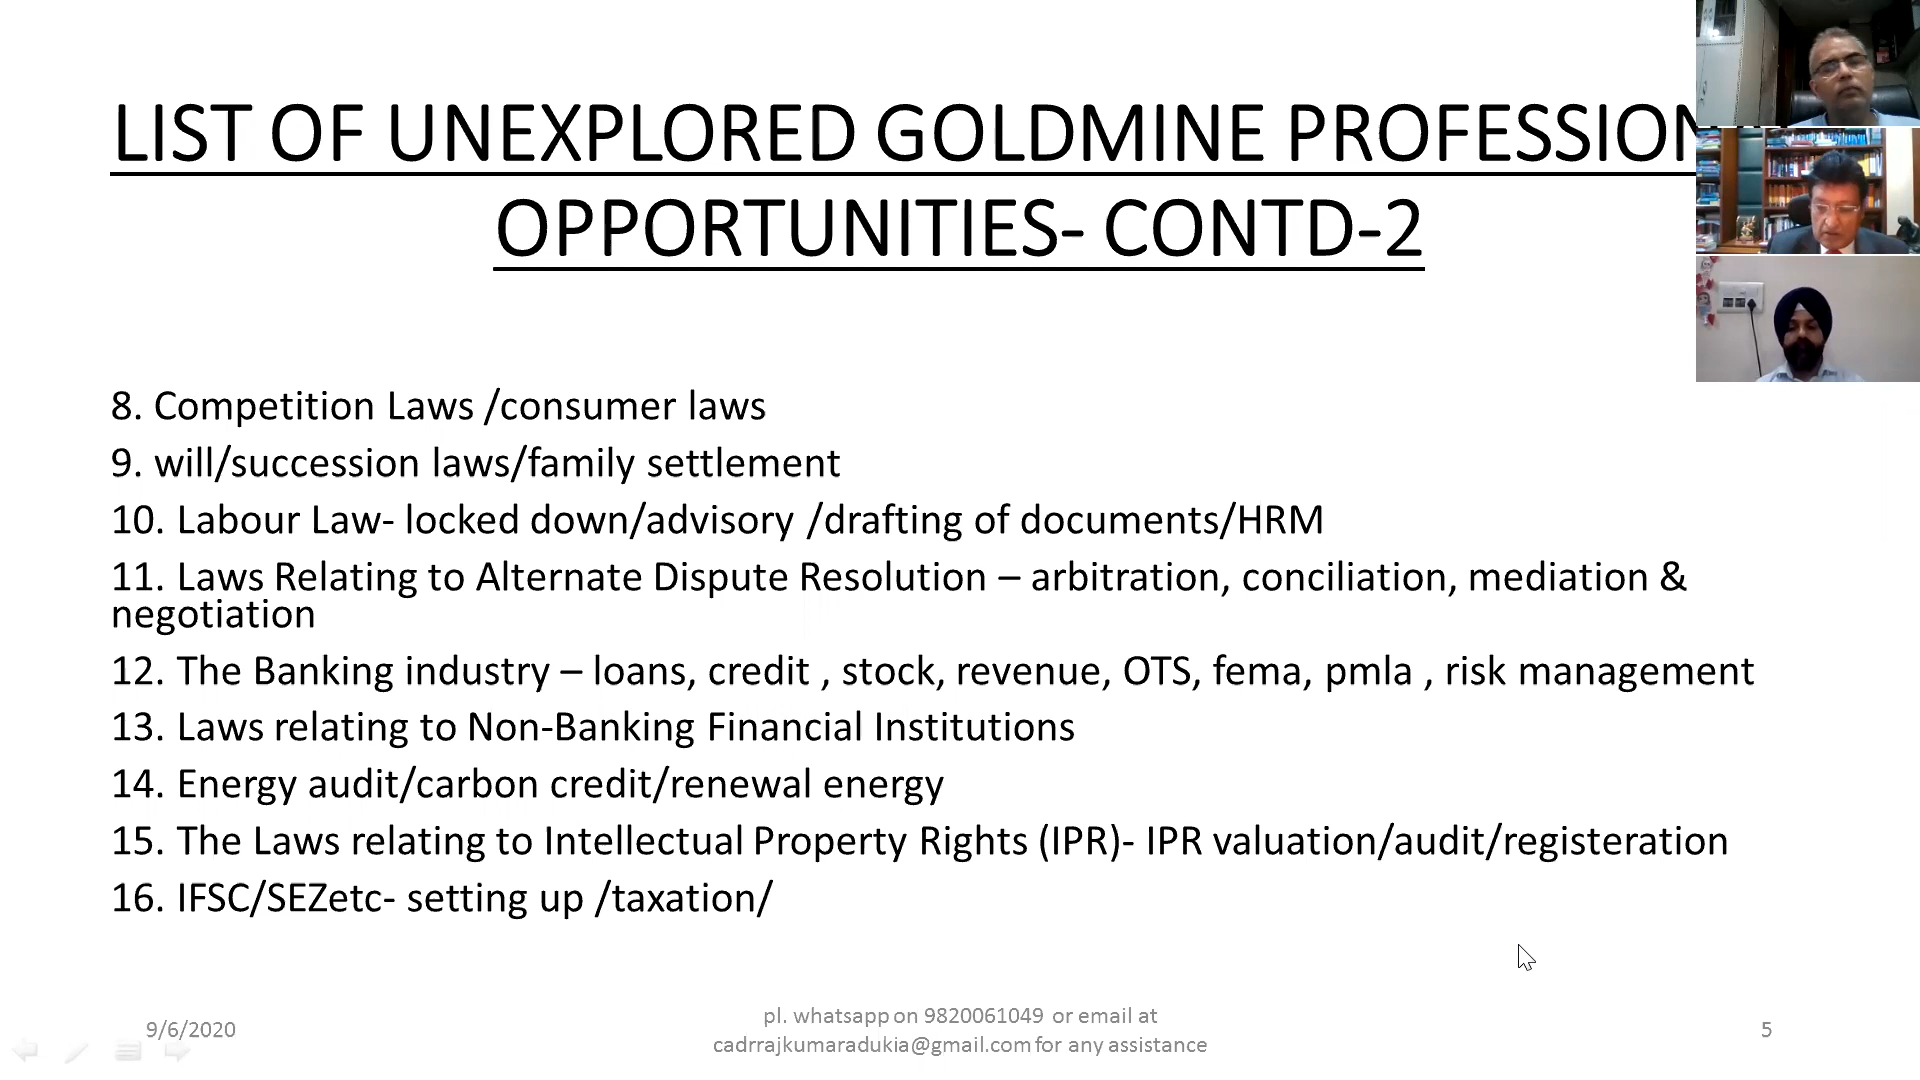 LIST OF UNEXPLORED GOLDMINE PROFESSION
OPPORTUNITIES- CONTD-2
8. Competition Laws /consumer laws
9. will/succession laws/family settlement
10. Labour Law- locked down/advisory /drafting of documents/HRM
11. Laws Relating to Alternate Dispute Resolution – arbitration, conciliation, mediation &
negotiation
12. The Banking industry – loans, credit , stock, revenue, OTS, fema, pmla , risk management
13. Laws relating to Non-Banking Financial Institutions
14. Energy audit/carbon credit/renewal energy
15. The Laws relating to Intellectual Property Rights (IPR)- IPR valuation/audit/registeration
16. IFSC/SEZetc- setting up /taxation/
9/6/2020
pl. whatsapp on 9820061049 or email at
cadrrajkumaradukia@gmail.com for any assistance
5